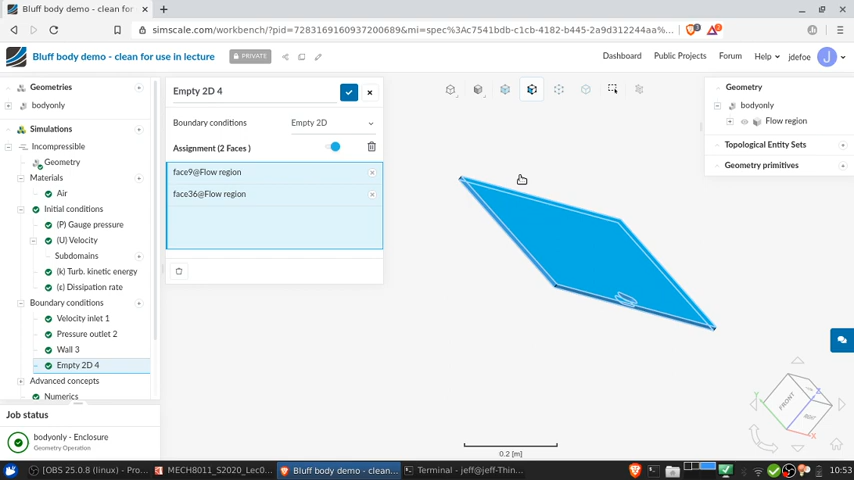 Bluff body demo - clean for use in lecture
simscale.com/workbench/?pid=728316916093720​0689&mi=spec%3Ac7541bdb-c1cb-4182-b445-2a9d312244aa%...
Bluff body demo - clean for use in lecture
PRIVATE
Dashboard
Public Projects
Forum
Help
jdefoe
J
Geometries
bodyonly
Simulations
Incompressible
Geometry
Materials
Air
Initial conditions
(P) Gauge pressure
(U) Velocity
Subdomains
(k) Turb. kinetic energy
(ε) Dissipation rate
Boundary conditions
Velocity inlet 1
Pressure outlet 2
Wall 3
Empty 2D 4
Advanced concepts
Numerics
Job status
bodyonly - Enclosure
Geometry Operation
Empty 2D 4
Boundary conditions
Empty 2D
Assignment (2 Faces )
face9@Flow region
face36@Flow region
Geometry
bodyonly
Flow region
Topological Entity Sets
Geometry primitives
0.2 [m]
FRONT
Y
Z
X
[OBS 25.0.8 (linux) - Pro...
MECH8011_S2020_Lec0...
Bluff body demo - clean...
Terminal - jeff@jeff-Thin...
10:53